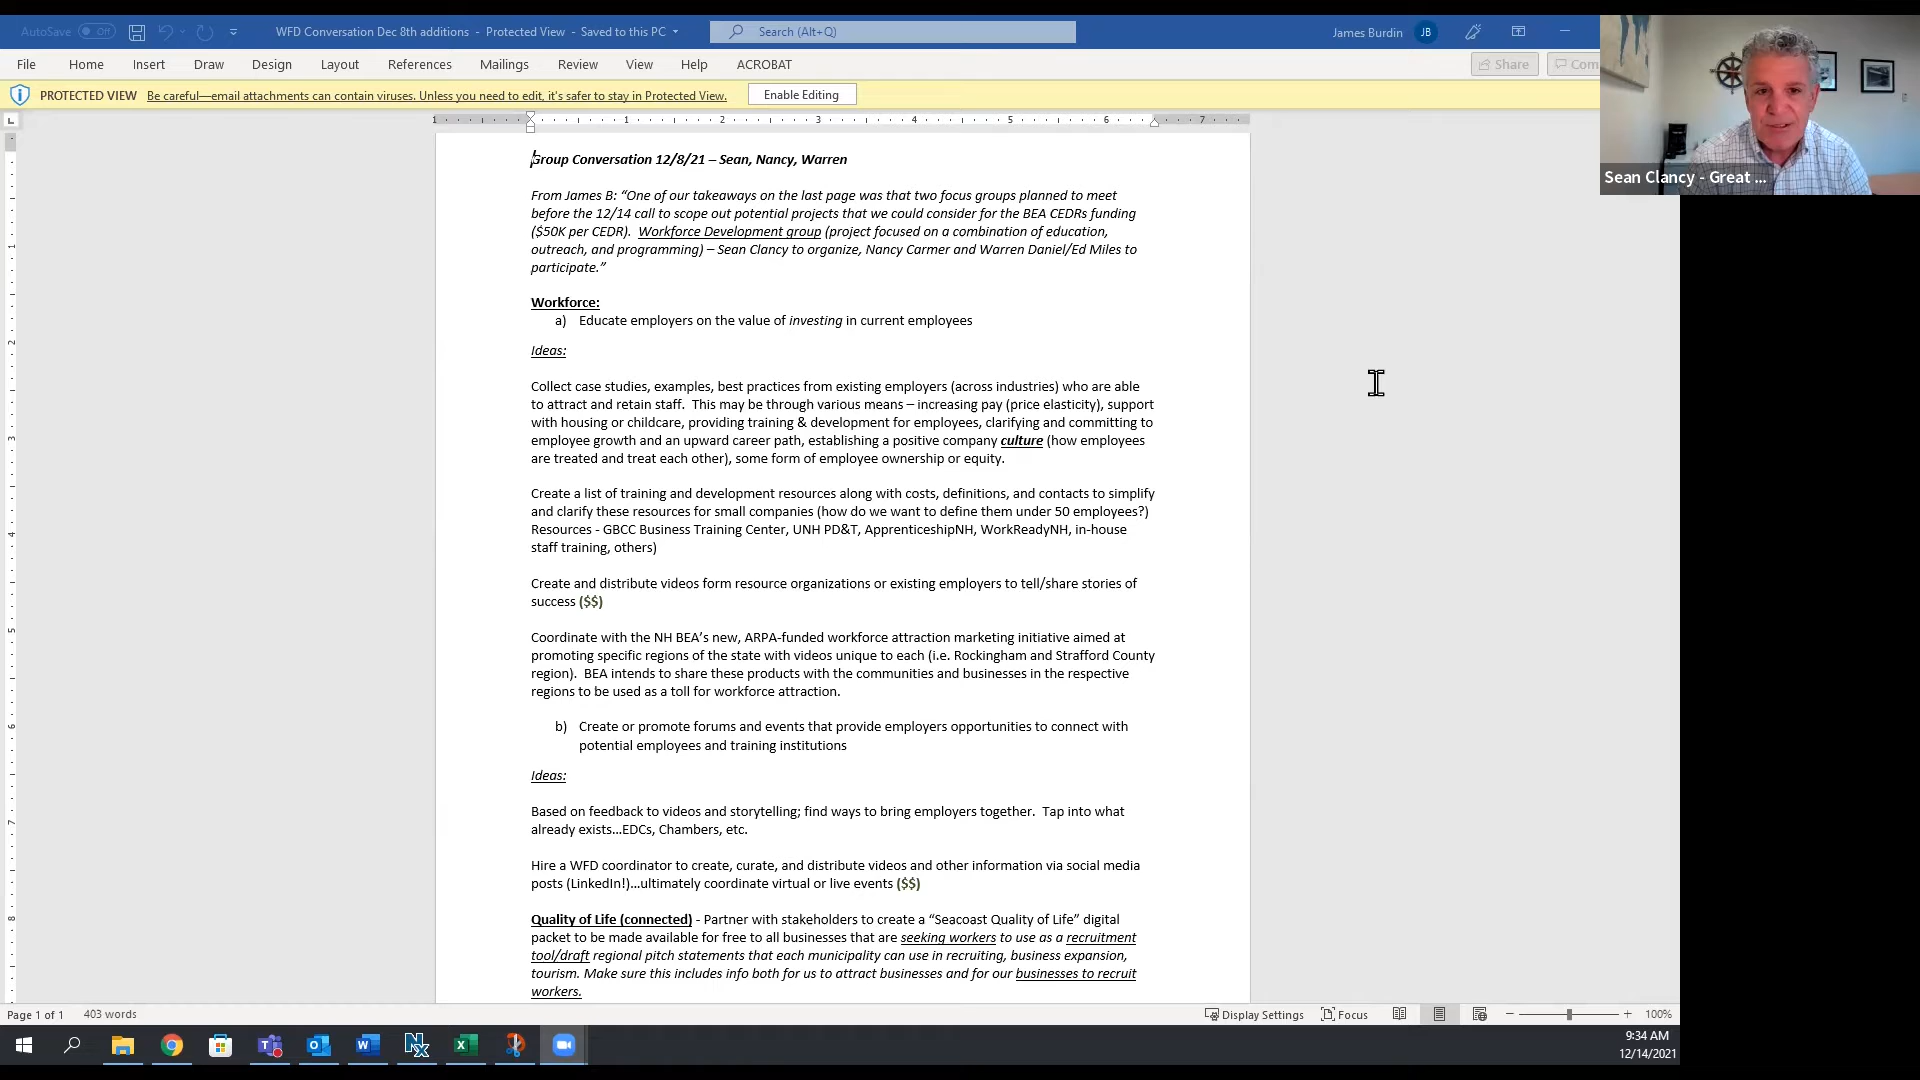 AutoSave Off WFD Conversation Dec 8th additions - Protected View - Saved to this PC Search (Alt+Q) James Burdin JB
File Home Insert Draw Design Layout References Mailings Review View Help ACROBAT Share Com
PROTECTED VIEW Be careful—email attachments can contain viruses. Unless you need to edit, it's safer to stay in Protected View. Enable Editing
1 1 2 3 4 5 6 7
Sean Clancy - Great ...
Group Conversation 12/8/21 – Sean, Nancy, Warren
From James B: “One of our takeaways on the last page was that two focus groups planned to meet
before the 12/14 call to scope out potential projects that we could consider for the BEA CEDRs funding
($50K per CEDR). Workforce Development group (project focused on a combination of education,
outreach, and programming) – Sean Clancy to organize, Nancy Carmer and Warren Daniel/Ed Miles to
participate.”
Workforce:
a) Educate employers on the value of investing in current employees
Ideas:
Collect case studies, examples, best practices from existing employers (across industries) who are able
to attract and retain staff. This may be through various means – increasing pay (price elasticity), support
with housing or childcare, providing training & development for employees, clarifying and committing to
employee growth and an upward career path, establishing a positive company culture (how employees
are treated and treat each other), some form of employee ownership or equity.
Create a list of training and development resources along with costs, definitions, and contacts to simplify
and clarify these resources for small companies (how do we want to define them under 50 employees?)
Resources - GBCC Business Training Center, UNH PD&T, ApprenticeshipNH, WorkReadyNH, in-house
staff training, others)
Create and distribute videos form resource organizations or existing employers to tell/share stories of
success ($$)
Coordinate with the NH BEA’s new, ARPA-funded workforce attraction marketing initiative aimed at
promoting specific regions of the state with videos unique to each (i.e. Rockingham and Strafford County
region). BEA intends to share these products with the communities and businesses in the respective
regions to be used as a toll for workforce attraction.
b) Create or promote forums and events that provide employers opportunities to connect with
potential employees and training institutions
Ideas:
Based on feedback to videos and storytelling; find ways to bring employers together. Tap into what
already exists…EDCs, Chambers, etc.
Hire a WFD coordinator to create, curate, and distribute videos and other information via social media
posts (LinkedIn!)…ultimately coordinate virtual or live events ($$)
Quality of Life (connected) - Partner with stakeholders to create a “Seacoast Quality of Life” digital
packet to be made available for free to all businesses that are seeking workers to use as a recruitment
tool/draft regional pitch statements that each municipality can use in recruiting, business expansion,
tourism. Make sure this includes info both for us to attract businesses and for our businesses to recruit
workers.
Page 1 of 1 403 words Display Settings Focus 100%
9:34 AM
12/14/2021